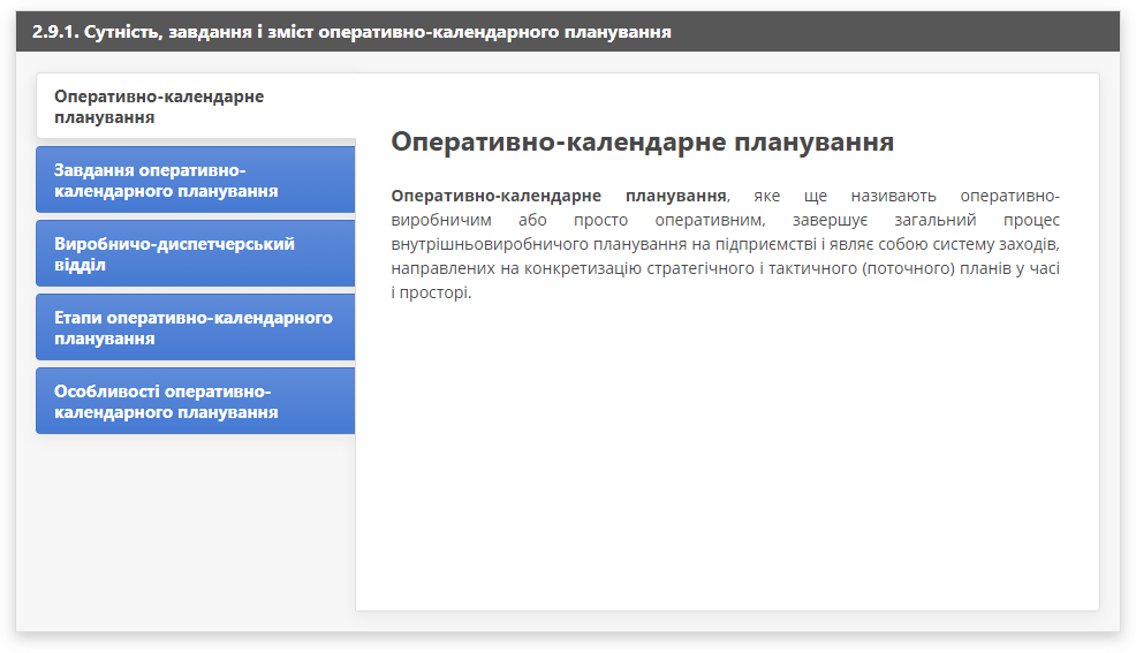 2.9.1. Сутність, завдання і зміст оперативно-календарного планування
Оперативно-календарне
планування
Завдання оперативно-
календарного планування
Виробничо-диспетчерський
відділ
Етапи оперативно-календарного
планування
Особливості оперативно-
календарного планування
Оперативно-календарне планування
Оперативно-календарне планування, яке ще називають оперативно-
виробничим або просто оперативним, завершує загальний процес
внутрішньовиробничого планування на підприємстві і являє собою систему заходів,
направлених на конкретизацію стратегічного і тактичного (поточного) планів у часі
і просторі.